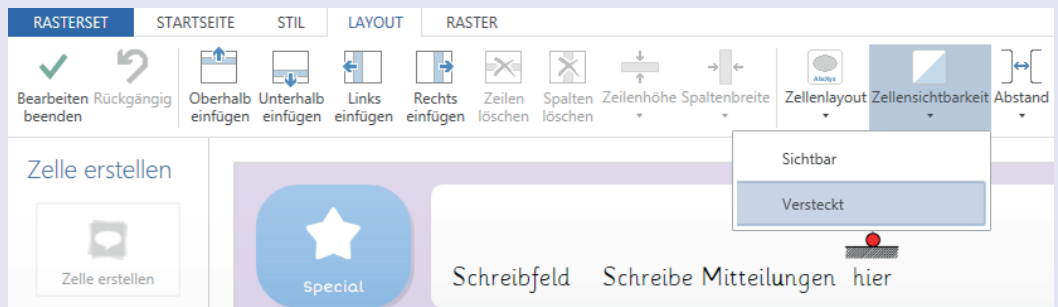 RASTERSET STARTSEITE STIL LAYOUT RASTER
Bearbeiten beenden
Rückgängig
Oberhalb einfügen
Unterhalb einfügen
Links einfügen
Rechts einfügen
Zeilen löschen
Spalten löschen
Zeilenhöhe
Spaltenbreite
Zellenlayout
Zellensichtbarkeit
Abstand
Sichtbar
Versteckt
Zelle erstellen
Zelle erstellen
Special
Schreibfeld Schreibe Mitteilungen hier